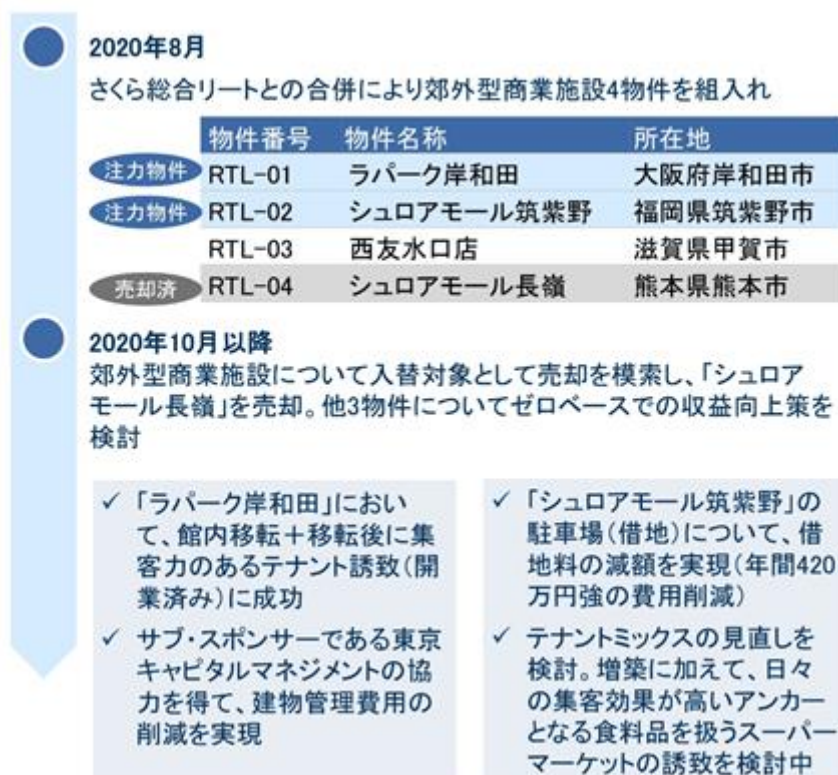 2020年8月
さくら総合リートとの合併により郊外型商業施設4物件を組入れ
物件番号 物件名称 所在地
注力物件 RTL-01 ラパーク岸和田 大阪府岸和田市
注力物件 RTL-02 シュロアモール筑紫野 福岡県筑紫野市
RTL-03 西友水口店 滋賀県甲賀市
売却済 RTL-04 シュロアモール長嶺 熊本県熊本市
2020年10月以降
郊外型商業施設について入替対象として売却を模索し、「シュロア
モール長嶺」を売却。他3物件についてゼロベースでの収益向上策を
検討
✓ 「ラパーク岸和田」におい
て、館内移転＋移転後に集
客力のあるテナント誘致(開
業済み)に成功
✓ サブ・スポンサーである東京
キャピタルマネジメントの協
力を得て、建物管理費用の
削減を実現
✓ 「シュロアモール筑紫野」の
駐車場(借地)について、借
地料の減額を実現(年間420
万円強の費用削減)
✓ テナントミックスの見直しを
検討。増築に加えて、日々
の集客効果が高いアンカー
となる食料品を扱うスーパー
マーケットの誘致を検討中